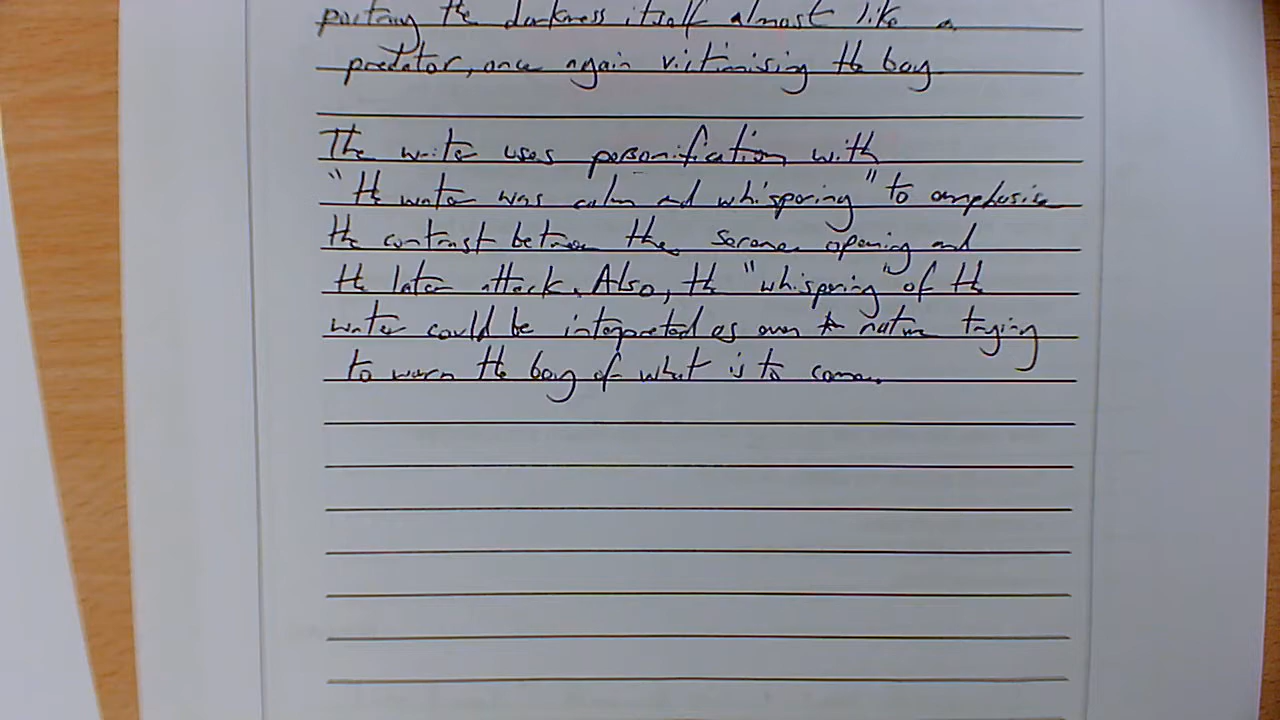 portray the darkness itself almost like a
predator, once again victimising the boy
The writer uses personification with
"the water was calm and whispering" to emphasise
the contrast between the serene opening and
the later attack. Also, the "whispering" of the
water could be interpreted as even nature trying
to warn the boy of what is to come.